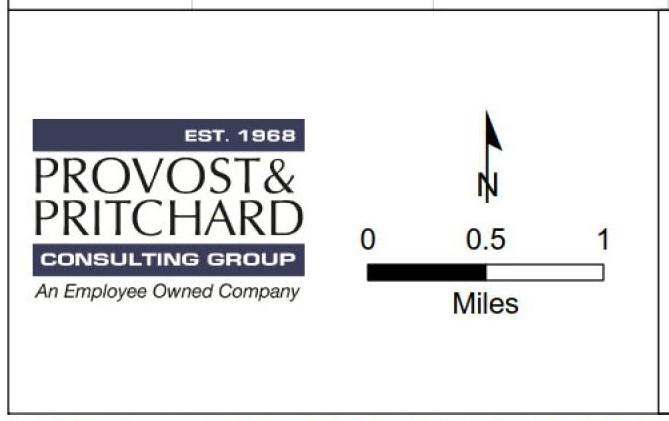 EST. 1968
PROVOST&
PRITCHARD
CONSULTING GROUP
An Employee Owned Company
N
0 0.5 1
Miles